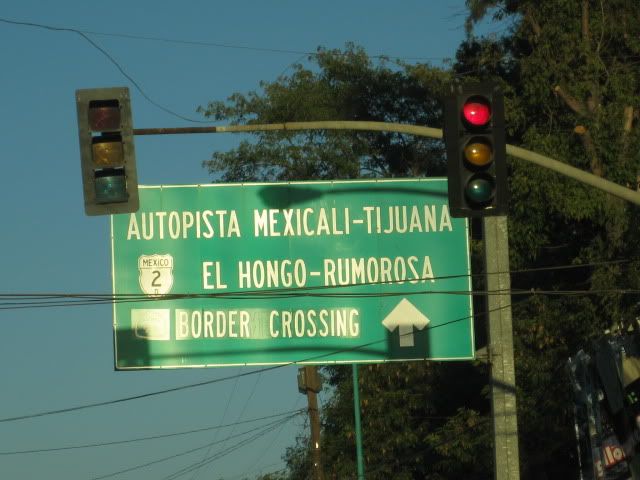 AUTOPISTA MEXICALI-TIJUANA
MEXICO
2
D
EL HONGO-RUMOROSA
BORDER CROSSING